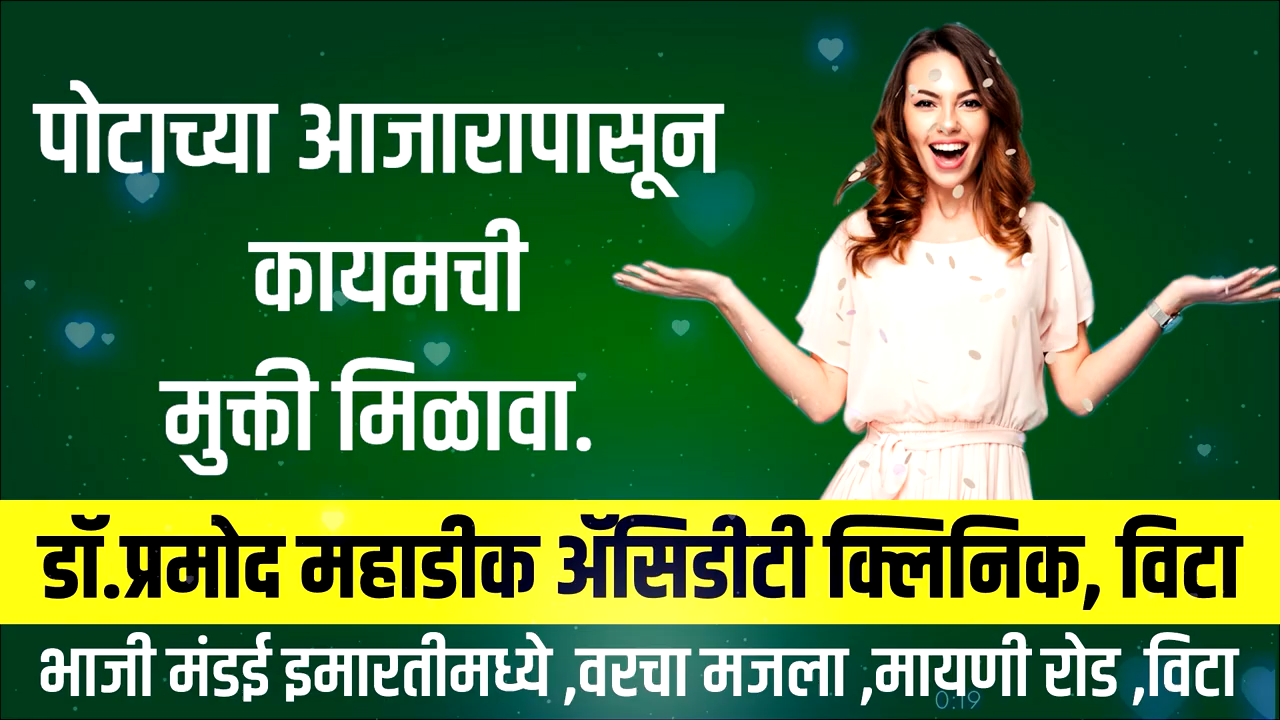 पोटाच्या आजारापासून
कायमची
मुक्ती मिळावा.
डॉ.प्रमोद महाडीक ॲसिडीटी क्लिनिक, विटा
भाजी मंडई इमारतीमध्ये ,वरचा मजला ,मायणी रोड ,विटा
0:19